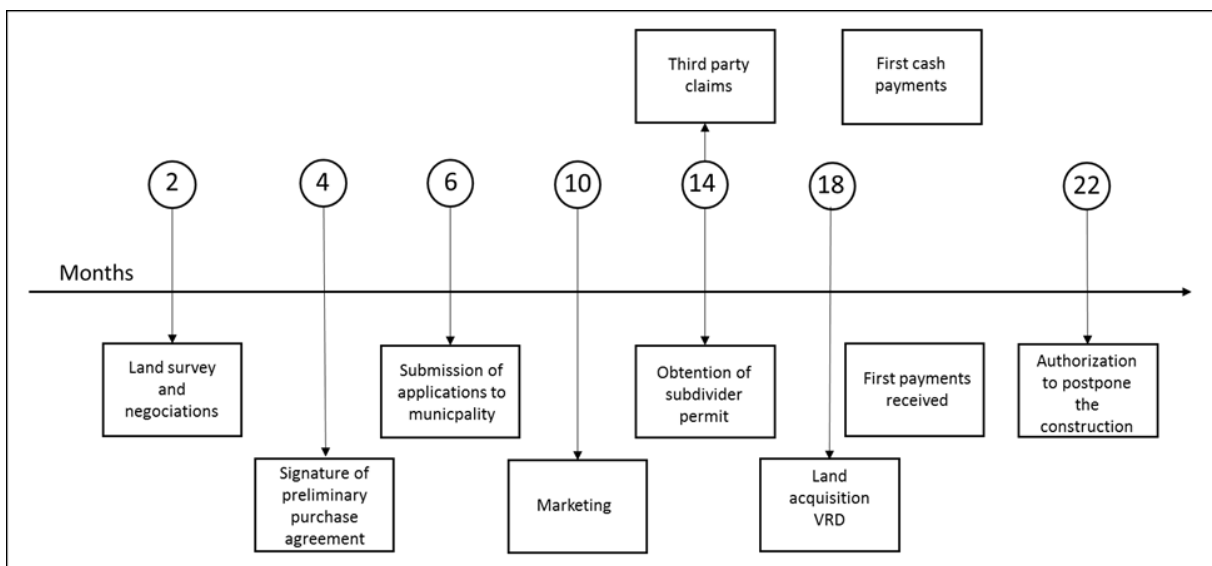 Third party
claims
First cash
payments
2
4
6
10
14
18
22
Months
Land survey
and
negociations
Submission of
applications to
municpality
Obtention of
subdivider
permit
First payments
received
Authorization
to postpone
the
construction
Signature of
preliminary
purchase
agreement
Marketing
Land
acquisition
VRD